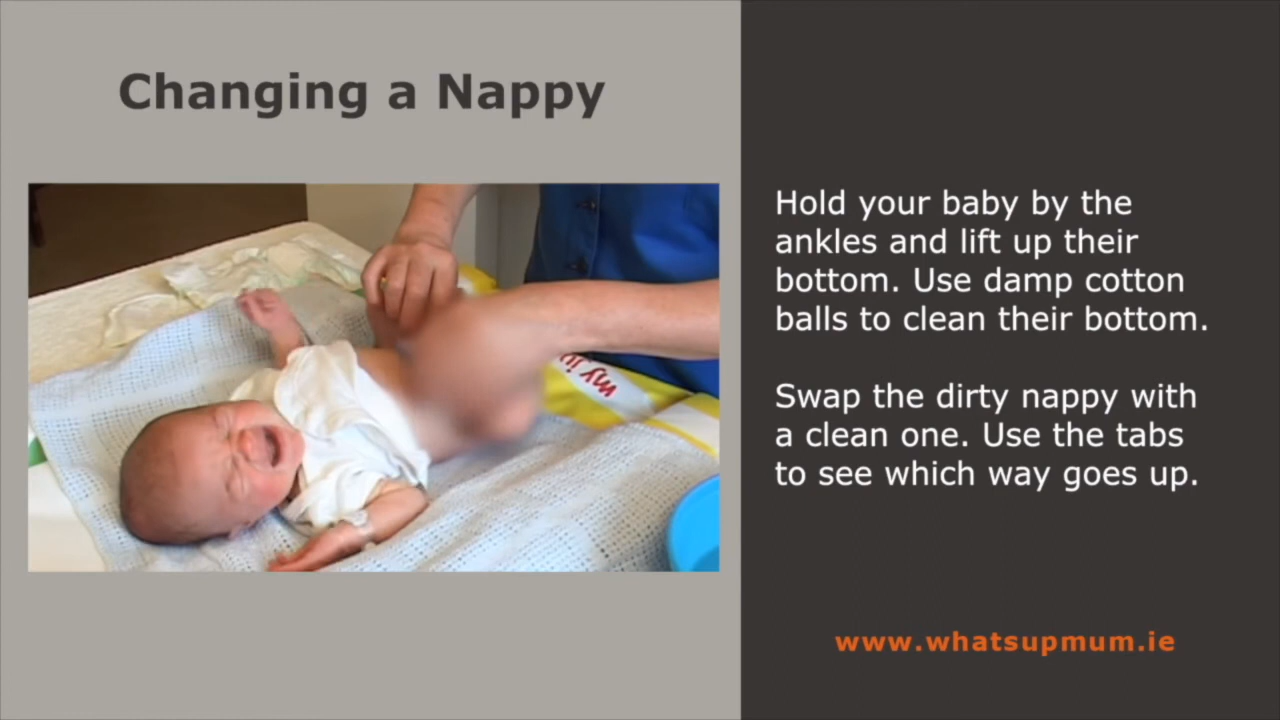 Changing a Nappy
Hold your baby by the
ankles and lift up their
bottom. Use damp cotton
balls to clean their bottom.
Swap the dirty nappy with
a clean one. Use the tabs
to see which way goes up.
my ju
www.whatsupmum.ie